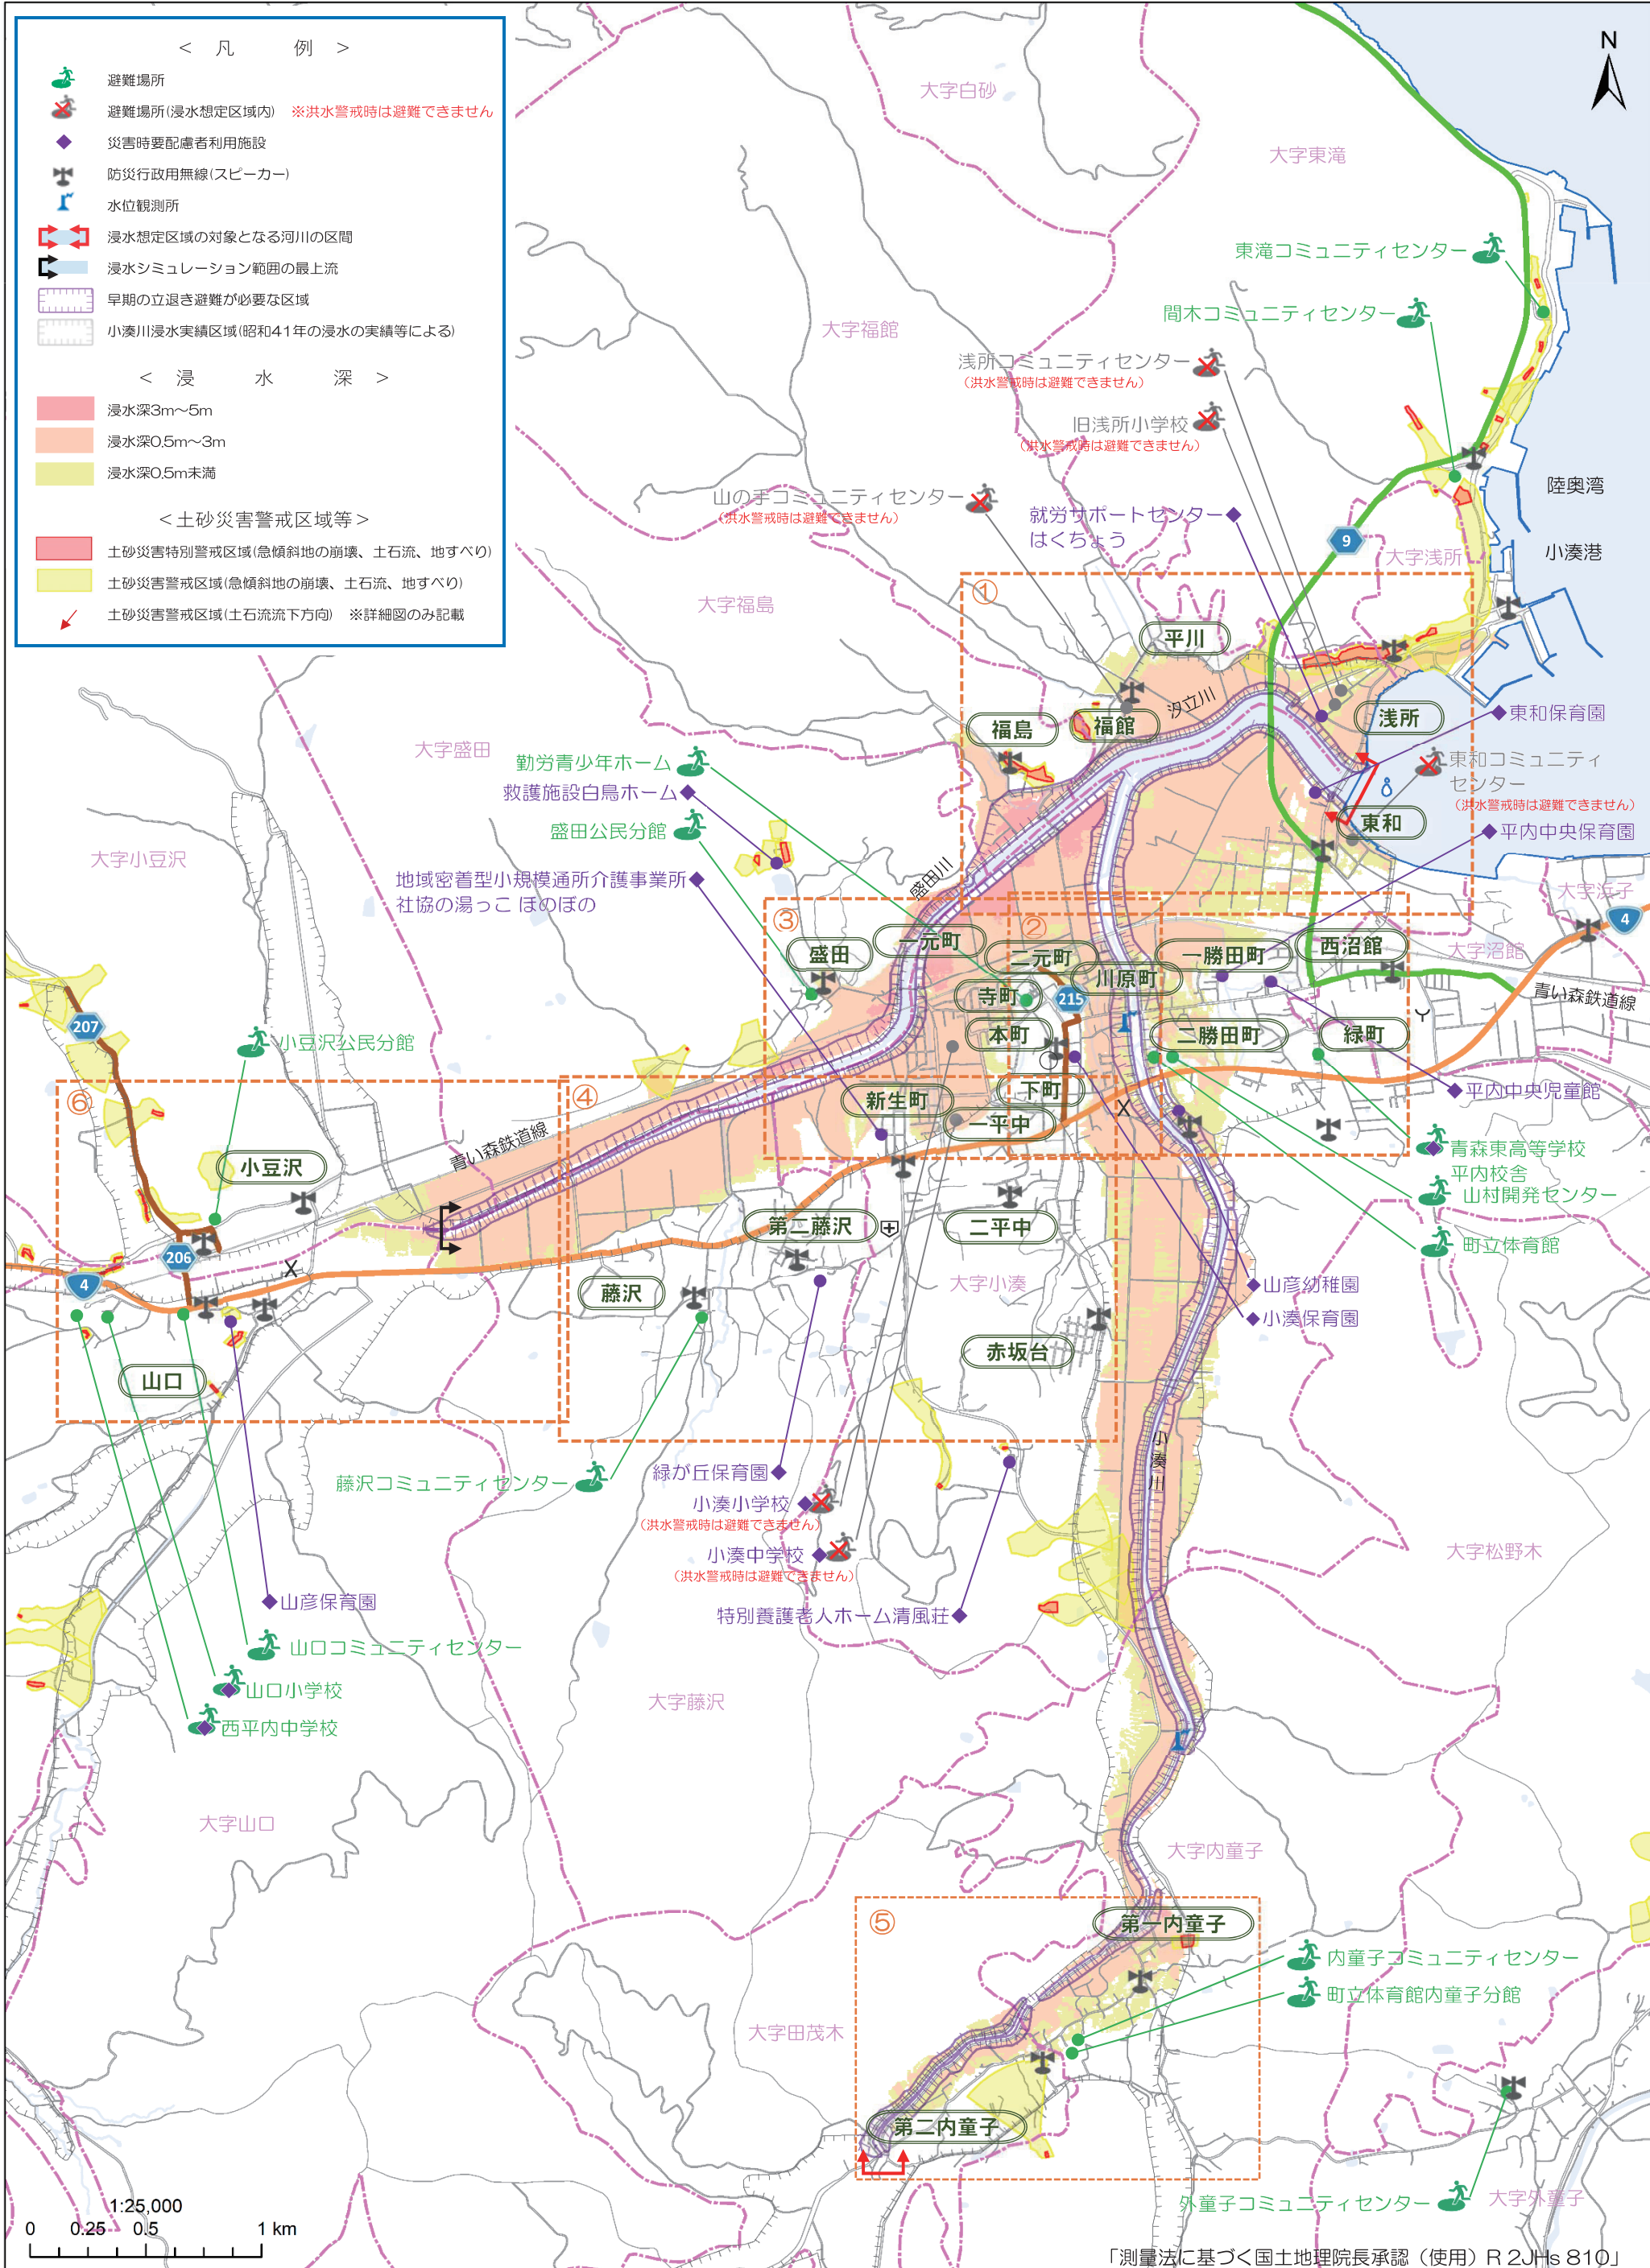 ＜ 凡 例 ＞
避難場所
避難場所(浸水想定区域内) ※洪水警戒時は避難できません
災害時要配慮者利用施設
防災行政用無線(スピーカー)
水位観測所
浸水想定区域の対象となる河川の区間
浸水シミュレーション範囲の最上流
早期の立退き避難が必要な区域
小湊川浸水実績区域(昭和41年の浸水の実績等による)
＜ 浸 水 深 ＞
浸水深3m～5m
浸水深0.5m～3m
浸水深0.5m未満
＜土砂災害警戒区域等＞
土砂災害特別警戒区域(急傾斜地の崩壊、土石流、地すべり)
土砂災害警戒区域(急傾斜地の崩壊、土石流、地すべり)
土砂災害警戒区域(土石流流下方向) ※詳細図のみ記載
N
大字白砂
大字東滝
東滝コミュニティセンター
間木コミュニティセンター
大字福館
浅所コミュニティセンター
(洪水警戒時は避難できません)
旧浅所小学校
(洪水警戒時は避難できません)
山の手コミュニティセンター
(洪水警戒時は避難できません)
就労サポートセンター
はくちょう
陸奥湾
9
大字浅所
小湊港
①
大字福島
平川
汐立川
福島
福館
浅所
東和保育園
大字盛田
勤労青少年ホーム
東和コミュニティ
センター
(洪水警戒時は避難できません)
救護施設白鳥ホーム
盛田公民分館
東和
平内中央保育園
大字小豆沢
地域密着型小規模通所介護事業所
社協の湯っこ ほのぼの
盛田川
大字浜子
4
③
②
盛田
一元町
二元町
一勝田町
西沼館
大字沼館
川原町
寺町
215
青い森鉄道線
207
小豆沢公民分館
本町
二勝田町
緑町
⑥
④
新生町
下町
平内中央児童館
一平中
青い森鉄道線
青森東高等学校
平内校舎
小豆沢
山村開発センター
第二藤沢
二平中
町立体育館
206
4
藤沢
大字小湊
山彦幼稚園
小湊保育園
赤坂台
山口
小湊川
藤沢コミュニティセンター
緑が丘保育園
小湊小学校
(洪水警戒時は避難できません)
小湊中学校
(洪水警戒時は避難できません)
大字松野木
山彦保育園
特別養護老人ホーム清風荘
山口コミュニティセンター
山口小学校
大字藤沢
西平内中学校
大字山口
大字内童子
⑤
第一内童子
内童子コミュニティセンター
町立体育館内童子分館
大字田茂木
第二内童子
外童子コミュニティセンター
大字外童子
1:25,000
0 0.25 0.5 1 km
「測量法に基づく国土地理院長承認（使用）R 2JHs 810」